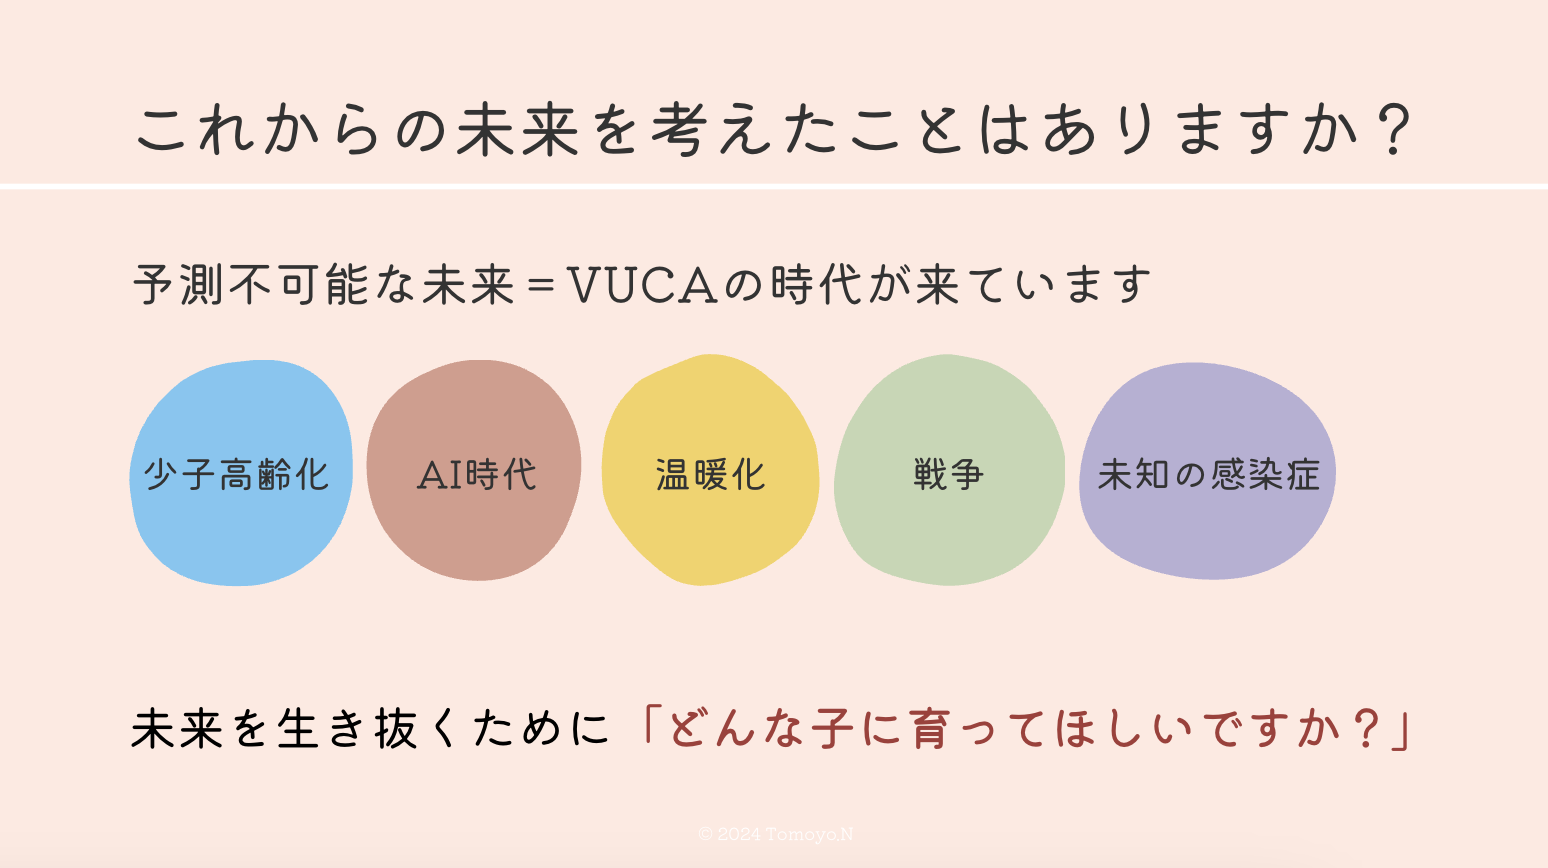 これからの未来を考えたことはありますか？
予測不可能な未来＝VUCAの時代が来ています
少子高齢化
AI時代
温暖化
戦争
未知の感染症
未来を生き抜くために「どんな子に育ってほしいですか？」
© 2024 Tomoyo.N